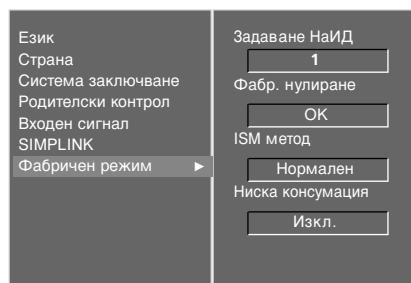 Език
Страна
Система заключване
Родителски контрол
Входен сигнал
SIMPLINK
Фабричен режим ►
Задаване НаИД
1
Фабр. нулиране
OK
ISM метод
Нормален
Ниска консумация
Изкл.